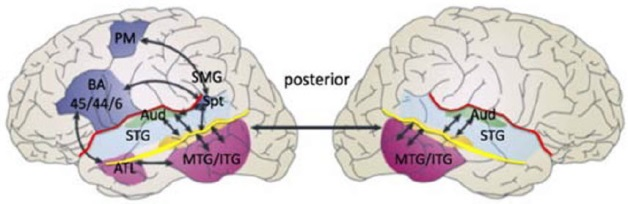 PM
BA
45/44/6
SMG
Spt
Aud
STG
ATL
MTG/ITG
posterior
Aud
STG
MTG/ITG